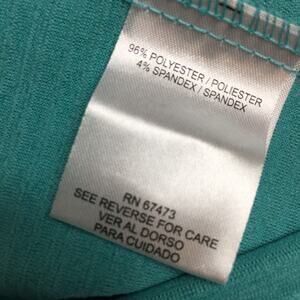 96% POLYESTER / POLIESTER
4% SPANDEX / SPANDEX
RN 67473
SEE REVERSE FOR CARE
VER AL DORSO
PARA CUIDADO